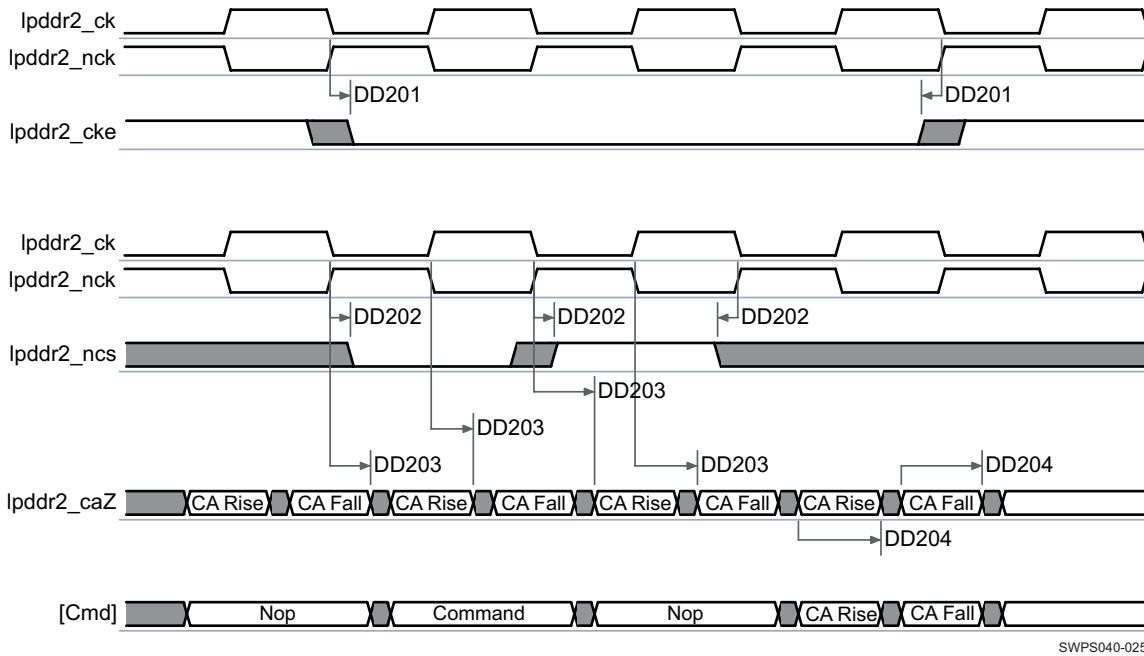 lpddr2_ck
lpddr2_nck
DD201 DD201
lpddr2_cke
lpddr2_ck
lpddr2_nck
DD202 DD202 DD202
lpddr2_ncs
DD203
DD203
DD203 DD203 DD204
lpddr2_caZ CA Rise CA Fall CA Rise CA Fall CA Rise CA Fall CA Rise CA Fall
DD204
[Cmd] Nop Command Nop CA Rise CA Fall
SWPS040-025